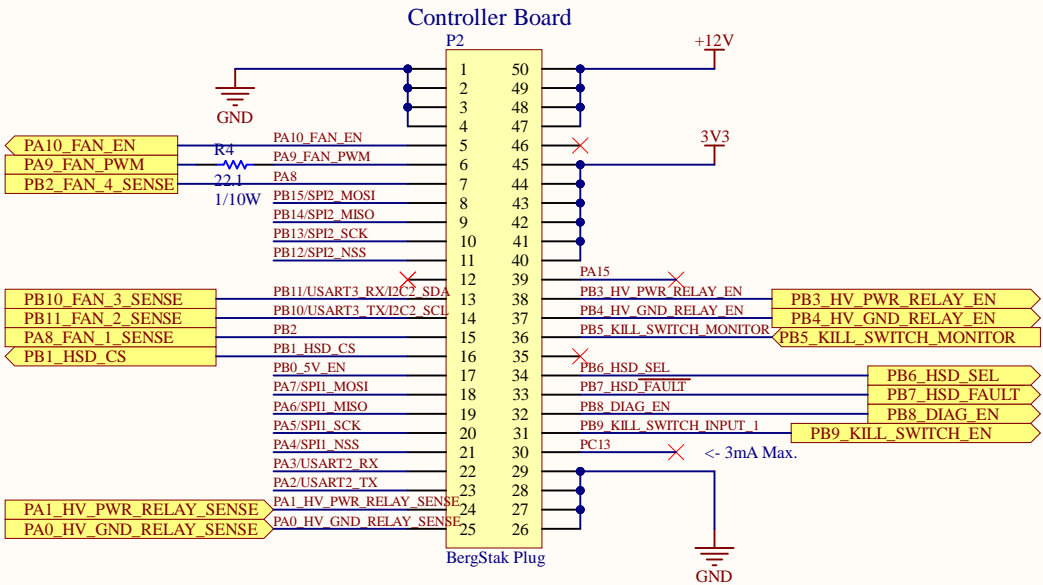 Controller Board
P2
+12V
1 50
2 49
3 48
GND
4 47
PA10_FAN_EN PA10_FAN_EN 5 46 3V3
R4
PA9_FAN_PWM PA9_FAN_PWM 6 45
PB2_FAN_4_SENSE 22.1 PA8 7 44
1/10W PB15/SPI2_MOSI 8 43
PB14/SPI2_MISO 9 42
PB13/SPI2_SCK 10 41
PB12/SPI2_NSS 11 40
12 39 PA15
PB10_FAN_3_SENSE PB11/USART3_RX/I2C2_SDA 13 38 PB3_HV_PWR_RELAY_EN PB3_HV_PWR_RELAY_EN
PB11_FAN_2_SENSE PB10/USART3_TX/I2C2_SCL 14 37 PB4_HV_GND_RELAY_EN PB4_HV_GND_RELAY_EN
PA8_FAN_1_SENSE PB2 15 36 PB5_KILL_SWITCH_MONITOR PB5_KILL_SWITCH_MONITOR
PB1_HSD_CS PB1_HSD_CS 16 35
PB0_5V_EN 17 34 PB6_HSD_SEL PB6_HSD_SEL
PA7/SPI1_MOSI 18 33 PB7_HSD_FAULT PB7_HSD_FAULT
PA6/SPI1_MISO 19 32 PB8_DIAG_EN PB8_DIAG_EN
PA5/SPI1_SCK 20 31 PB9_KILL_SWITCH_INPUT_1 PB9_KILL_SWITCH_EN
PA4/SPI1_NSS 21 30 PC13 <- 3mA Max.
PA3/USART2_RX 22 29
PA2/USART2_TX 23 28
PA1_HV_PWR_RELAY_SENSE PA1_HV_PWR_RELAY_SENSE 24 27
PA0_HV_GND_RELAY_SENSE PA0_HV_GND_RELAY_SENSE 25 26
BergStak Plug
GND